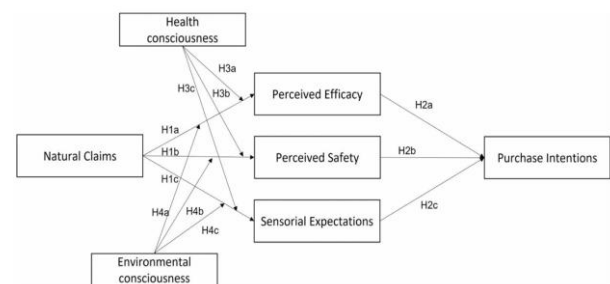 Health
consciousness
H3a
H3b
H3c
Perceived Efficacy
H1a
H2a
Natural Claims
H1b
Perceived Safety
H2b
Purchase Intentions
H1c
H4a
H4b
H4c
Sensorial Expectations
H2c
Environmental
consciousness